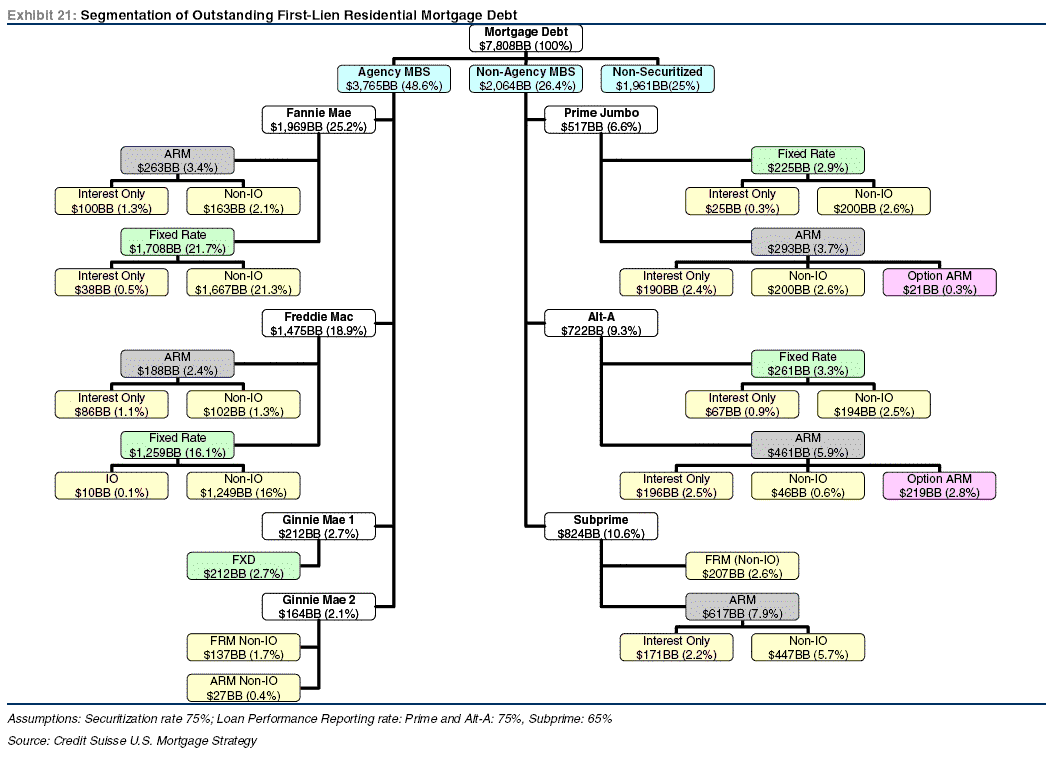 Exhibit 21: Segmentation of Outstanding First-Lien Residential Mortgage Debt
Mortgage Debt
$7,808BB (100%)
Agency MBS
$3,765BB (48.6%)
Non-Agency MBS
$2,064BB (26.4%)
Non-Securitized
$1,961BB(25%)
Fannie Mae
$1,969BB (25.2%)
ARM
$263BB (3.4%)
Interest Only
$100BB (1.3%)
Non-IO
$163BB (2.1%)
Fixed Rate
$1,708BB (21.7%)
Interest Only
$38BB (0.5%)
Non-IO
$1,667BB (21.3%)
Freddie Mac
$1,475BB (18.9%)
ARM
$188BB (2.4%)
Interest Only
$86BB (1.1%)
Non-IO
$102BB (1.3%)
Fixed Rate
$1,259BB (16.1%)
IO
$10BB (0.1%)
Non-IO
$1,249BB (16%)
Ginnie Mae 1
$212BB (2.7%)
FXD
$212BB (2.7%)
Ginnie Mae 2
$164BB (2.1%)
FRM Non-IO
$137BB (1.7%)
ARM Non-IO
$27BB (0.4%)
Prime Jumbo
$517BB (6.6%)
Fixed Rate
$225BB (2.9%)
Interest Only
$25BB (0.3%)
Non-IO
$200BB (2.6%)
ARM
$293BB (3.7%)
Interest Only
$190BB (2.4%)
Non-IO
$200BB (2.6%)
Option ARM
$21BB (0.3%)
Alt-A
$722BB (9.3%)
Fixed Rate
$261BB (3.3%)
Interest Only
$67BB (0.9%)
Non-IO
$194BB (2.5%)
ARM
$461BB (5.9%)
Interest Only
$196BB (2.5%)
Non-IO
$46BB (0.6%)
Option ARM
$219BB (2.8%)
Subprime
$824BB (10.6%)
FRM (Non-IO)
$207BB (2.6%)
ARM
$617BB (7.9%)
Interest Only
$171BB (2.2%)
Non-IO
$447BB (5.7%)
Assumptions: Securitization rate 75%; Loan Performance Reporting rate: Prime and Alt-A: 75%, Subprime: 65%
Source: Credit Suisse U.S. Mortgage Strategy